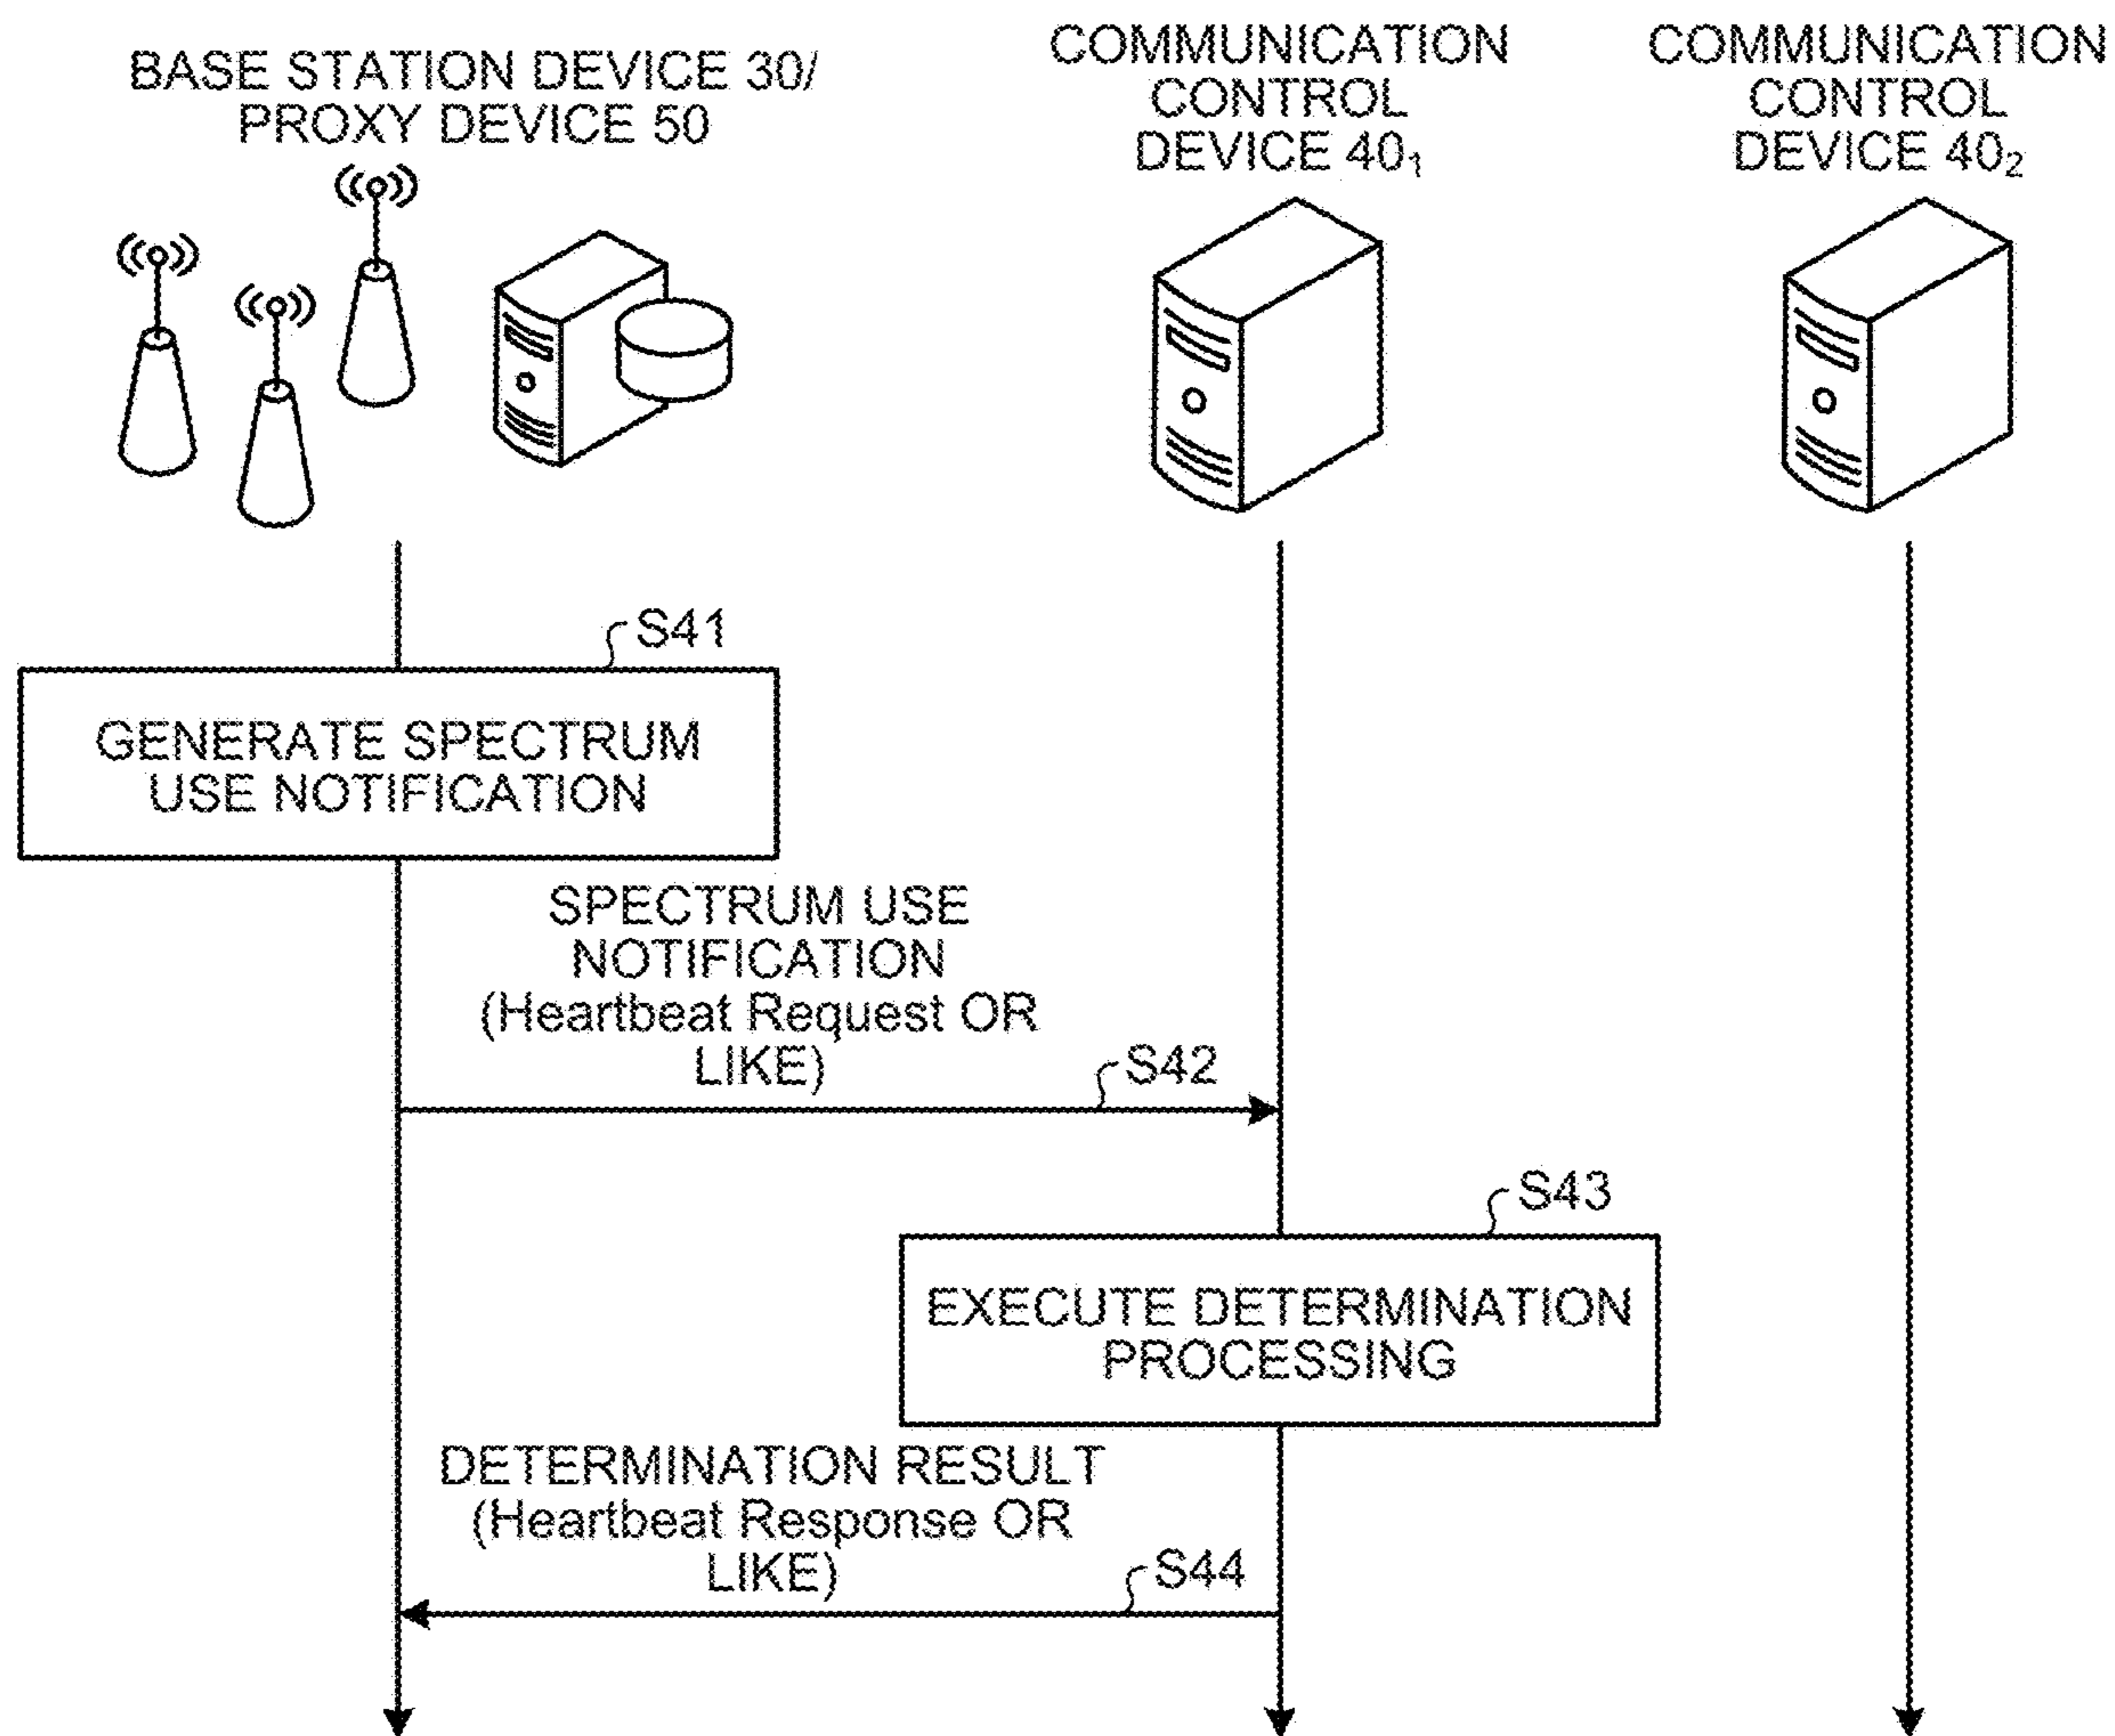 BASE STATION DEVICE 30/
PROXY DEVICE 50
COMMUNICATION
CONTROL
DEVICE 40₁
COMMUNICATION
CONTROL
DEVICE 40₂
S41
GENERATE SPECTRUM
USE NOTIFICATION
SPECTRUM USE
NOTIFICATION
(Heartbeat Request OR
LIKE)
S42
S43
EXECUTE DETERMINATION
PROCESSING
DETERMINATION RESULT
(Heartbeat Response OR
LIKE)
S44